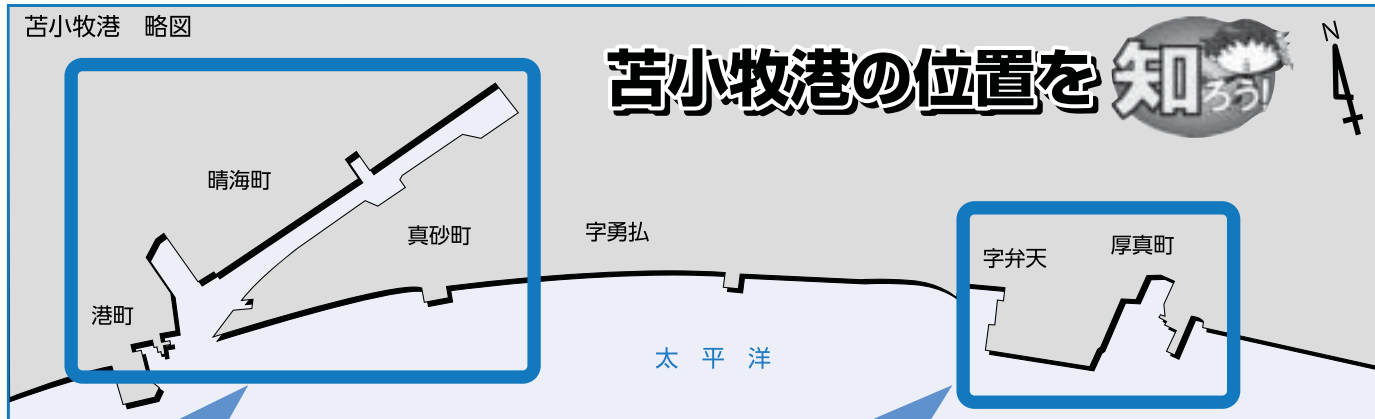 苫小牧港　略図
苫小牧港の位置を知ろう!
N
晴海町
真砂町
字勇払
字弁天
厚真町
港町
太 平 洋